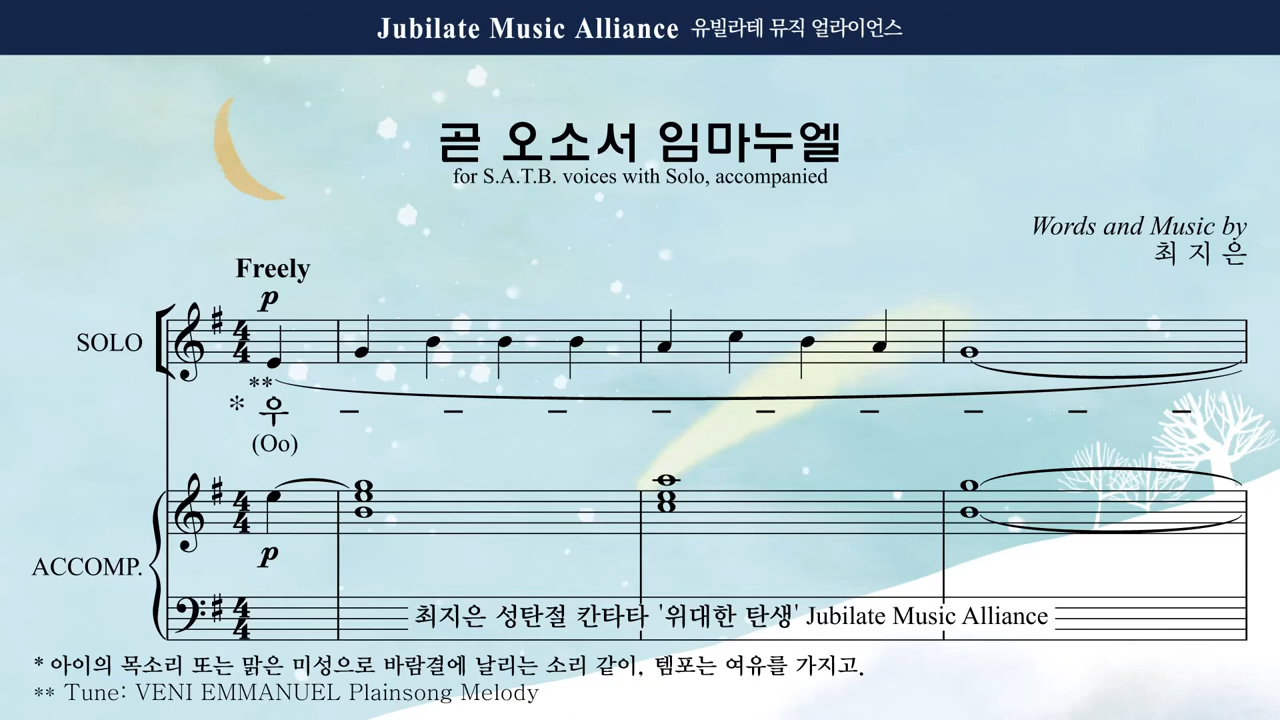 Jubilate Music Alliance 유빌라테 뮤직 얼라이언스
곧 오소서 임마누엘
for S.A.T.B. voices with Solo, accompanied
Words and Music by
최 지 은
Freely
p
SOLO
**
* 우 – – – – – – – – –
(Oo)
p
ACCOMP.
최지은 성탄절 칸타타 '위대한 탄생' Jubilate Music Alliance
* 아이의 목소리 또는 맑은 미성으로 바람결에 날리는 소리 같이, 템포는 여유를 가지고.
** Tune: VENI EMMANUEL Plainsong Melody